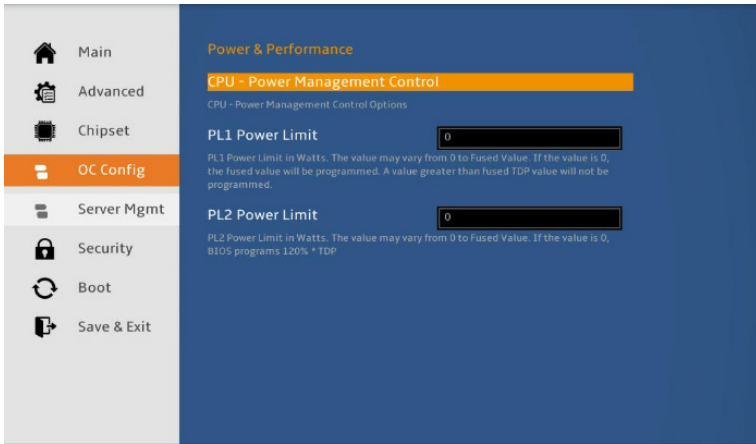 Main
Advanced
Chipset
OC Config
Server Mgmt
Security
Boot
Save & Exit
Power & Performance
CPU - Power Management Control
CPU - Power Management Control Options
PL1 Power Limit
0
PL1 Power Limit in Watts. The value may vary from 0 to Fused Value. If the value is 0,
the fused value will be programmed. A value greater than fused TDP value will not be
programmed.
PL2 Power Limit
0
PL2 Power Limit in Watts. The value may vary from 0 to Fused Value. If the value is 0,
BIOS programs 120% * TDP